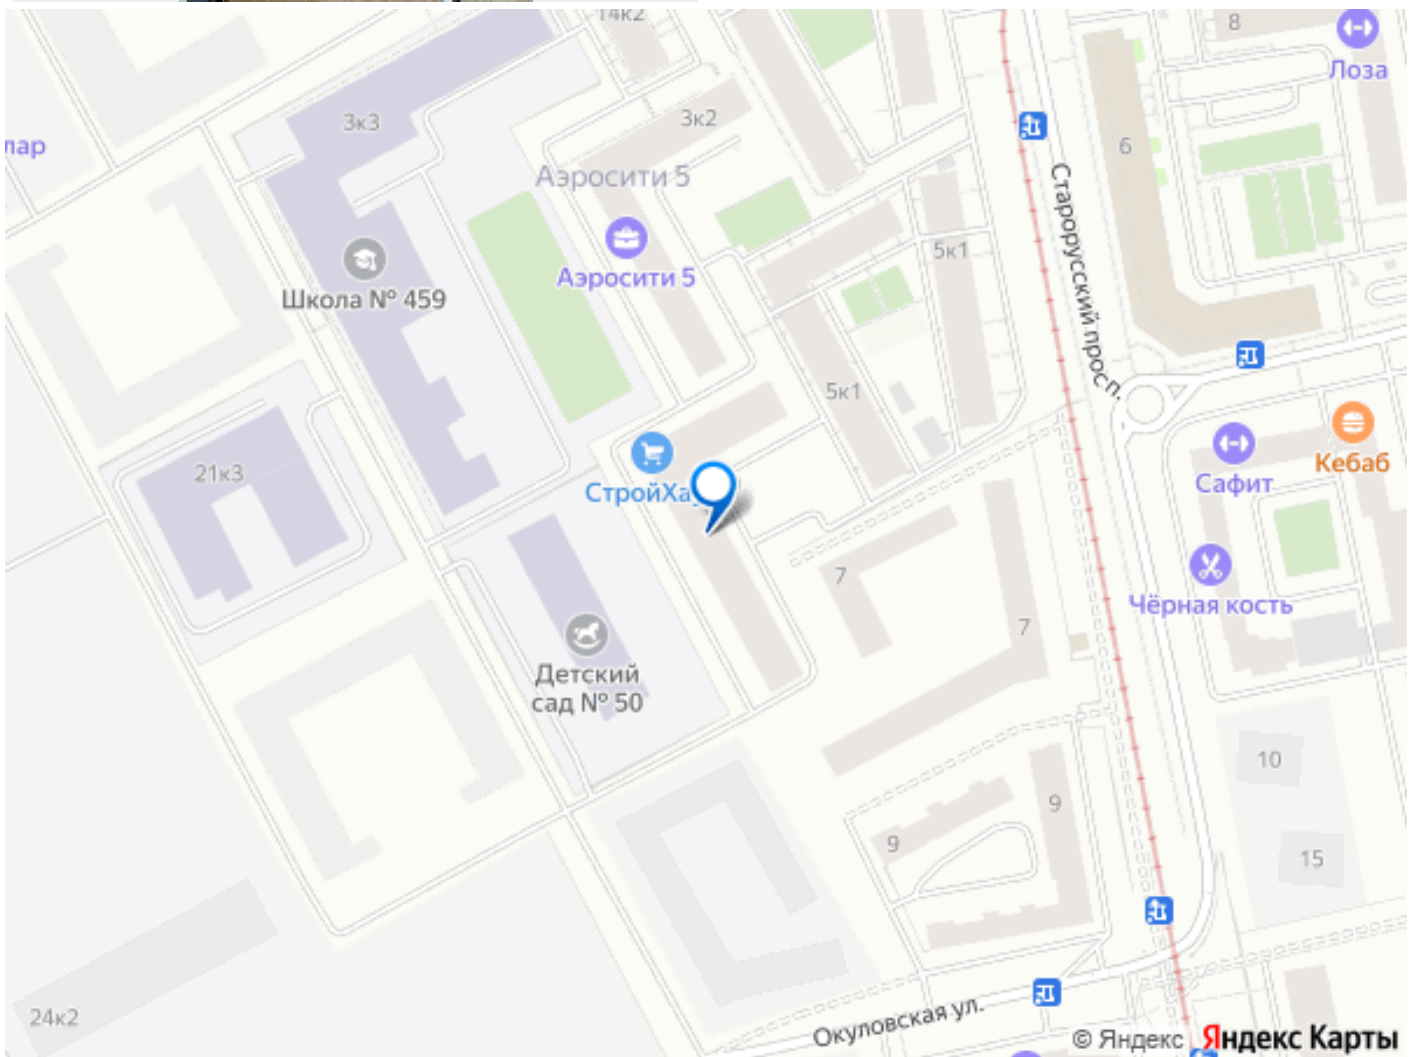 14к2
8
Лоза
3к3
3к2
6
лар
Аэросити 5
Аэросити 5
Школа № 459
5к1
Старорусский просп.
5к1
21к3
СтройХа
Сафит
Кебаб
7
Чёрная кость
7
Детский
сад № 50
10
9
9
15
24к2
Окуловская ул.
© Яндекс Яндекс Карты